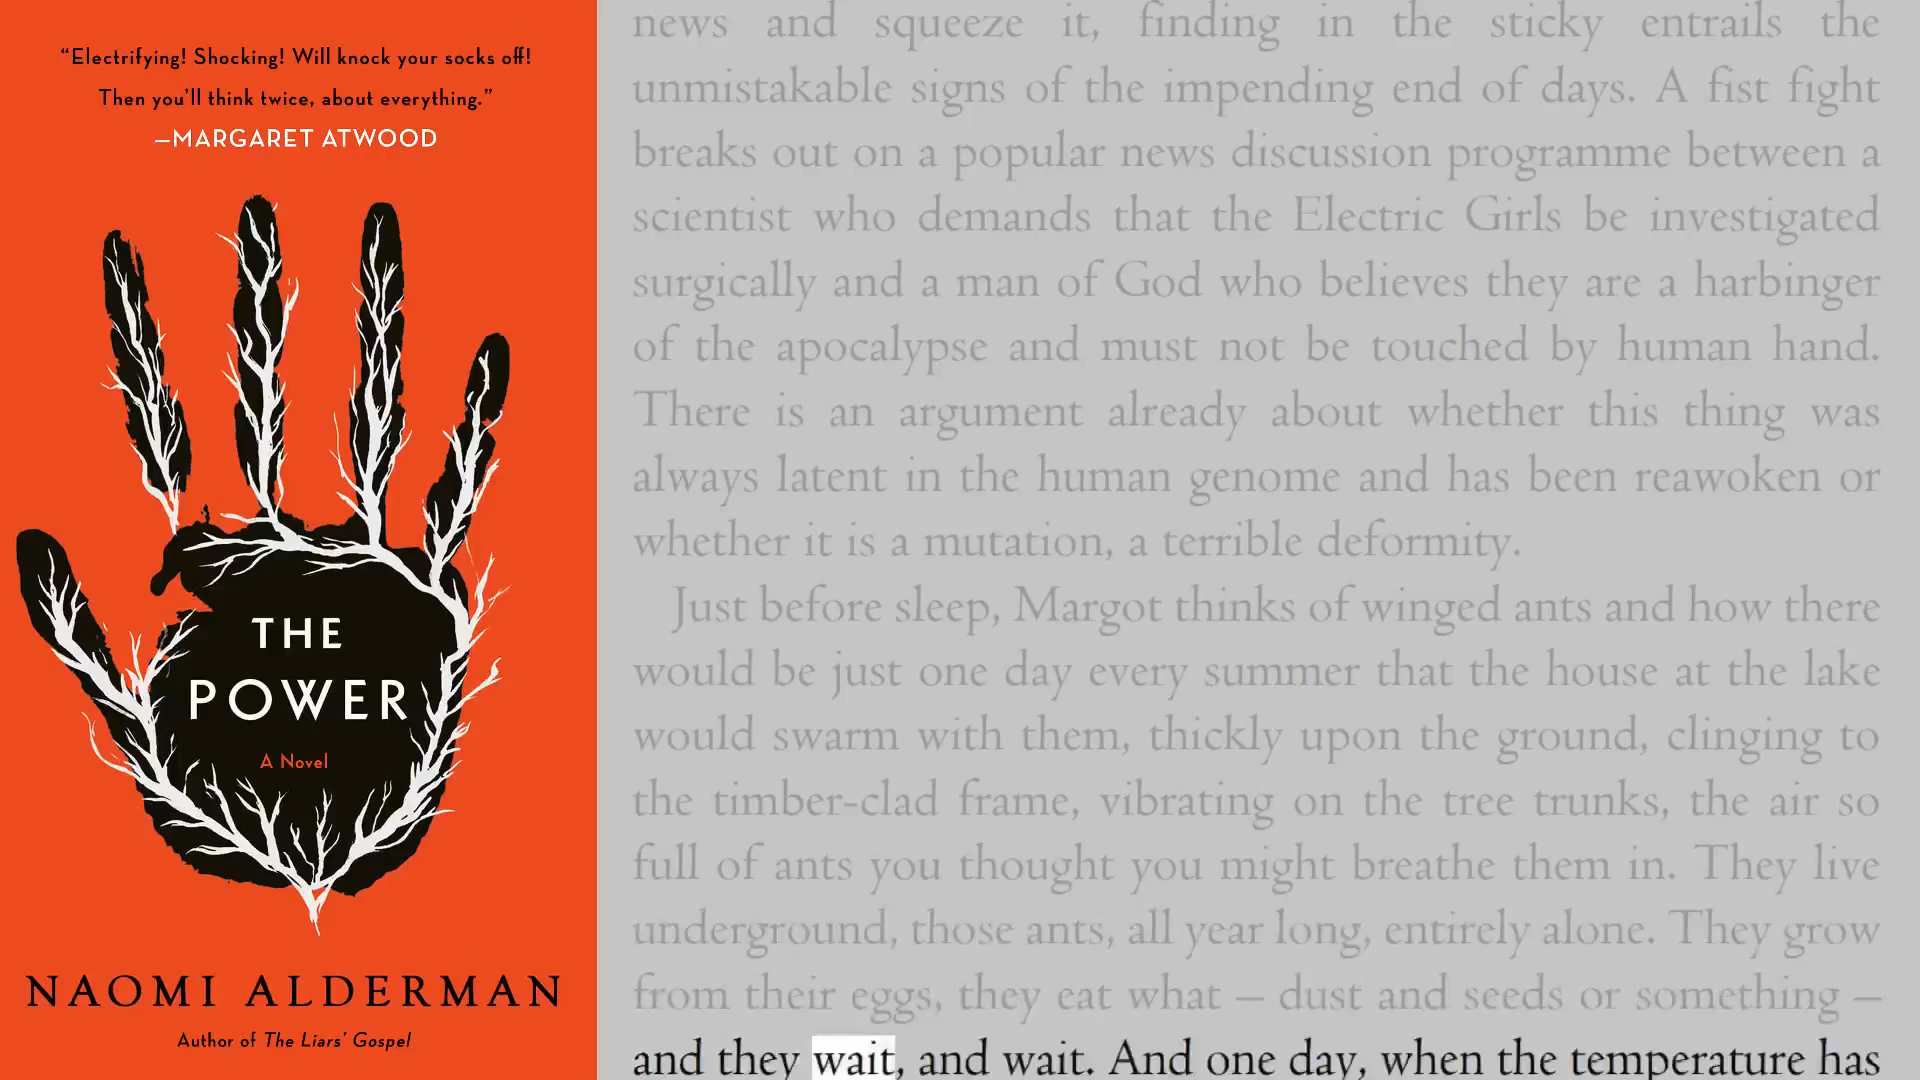 “Electrifying! Shocking! Will knock your socks off!
Then you’ll think twice, about everything.”
—MARGARET ATWOOD
THE
POWER
A Novel
NAOMI ALDERMAN
Author of The Liars’ Gospel
news and squeeze it, finding in the sticky entrails the
unmistakable signs of the impending end of days. A fist fight
breaks out on a popular news discussion programme between a
scientist who demands that the Electric Girls be investigated
surgically and a man of God who believes they are a harbinger
of the apocalypse and must not be touched by human hand.
There is an argument already about whether this thing was
always latent in the human genome and has been reawoken or
whether it is a mutation, a terrible deformity.
Just before sleep, Margot thinks of winged ants and how there
would be just one day every summer that the house at the lake
would swarm with them, thickly upon the ground, clinging to
the timber-clad frame, vibrating on the tree trunks, the air so
full of ants you thought you might breathe them in. They live
underground, those ants, all year long, entirely alone. They grow
from their eggs, they eat what – dust and seeds or something –
and they wait, and wait. And one day, when the temperature has